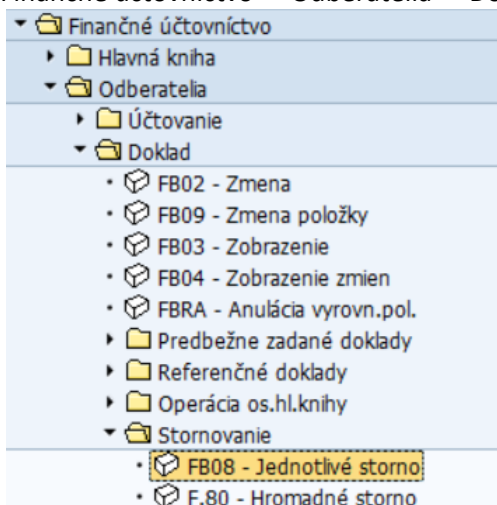 Finančné účtovníctvo
Hlavná kniha
Odberatelia
Účtovanie
Doklad
FB02 - Zmena
FB09 - Zmena položky
FB03 - Zobrazenie
FB04 - Zobrazenie zmien
FBRA - Anulácia vyrovn.pol.
Predbežne zadané doklady
Referenčné doklady
Operácia os.hl.knihy
Stornovanie
FB08 - Jednotlivé storno
F.80 - Hromadné storno